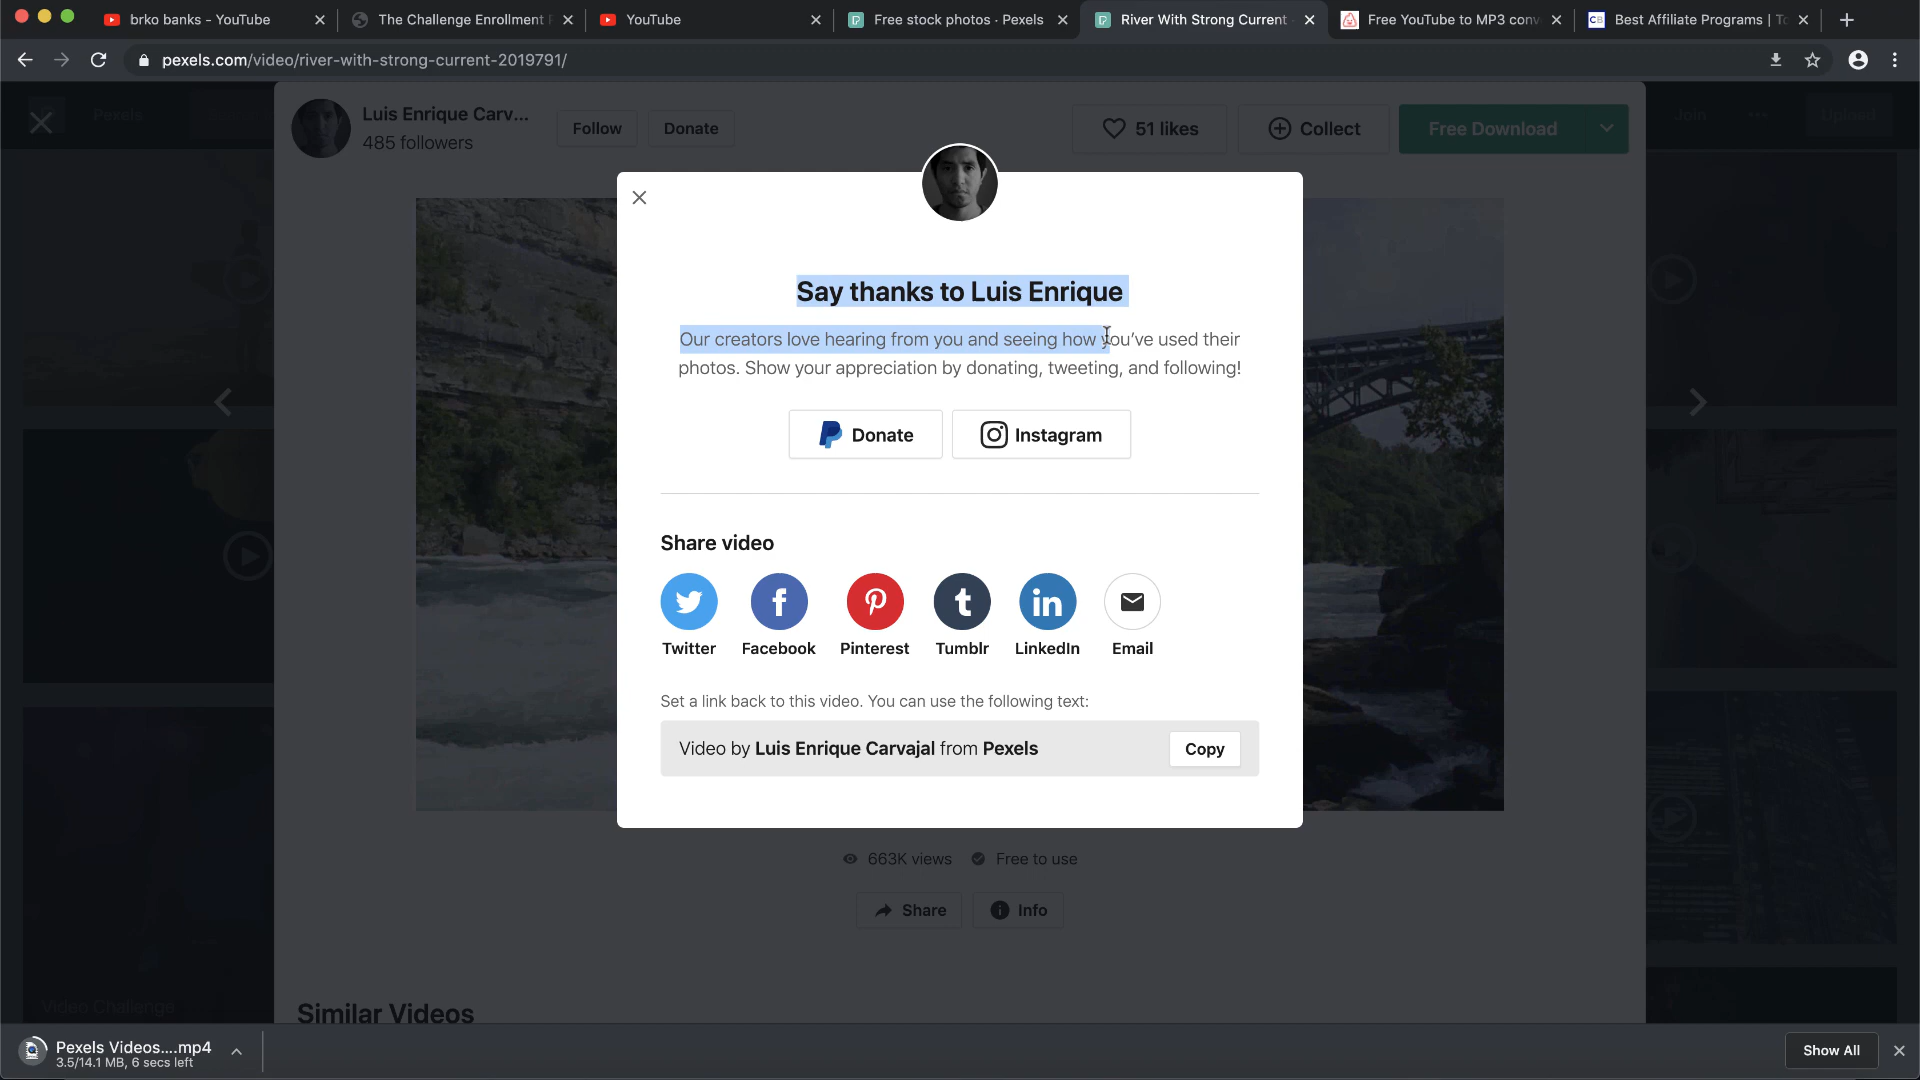 brko banks - YouTube
The Challenge Enrollment
YouTube
Free stock photos · Pexels
River With Strong Current
Free YouTube to MP3 conv
Best Affiliate Programs | To
pexels.com/video/river-with-strong-current-2019791/
Pexels
Luis Enrique Carv...
485 followers
Follow
Donate
51 likes
Collect
Free Download
Join
Upload
Say thanks to Luis Enrique
Our creators love hearing from you and seeing how you've used their
photos. Show your appreciation by donating, tweeting, and following!
Donate
Instagram
Share video
Twitter
Facebook
Pinterest
Tumblr
LinkedIn
Email
Set a link back to this video. You can use the following text:
Video by Luis Enrique Carvajal from Pexels
Copy
663K views
Free to use
Share
Info
Video Challenge
Similar Videos
Pexels Videos....mp4
3.5/14.1 MB, 6 secs left
Show All